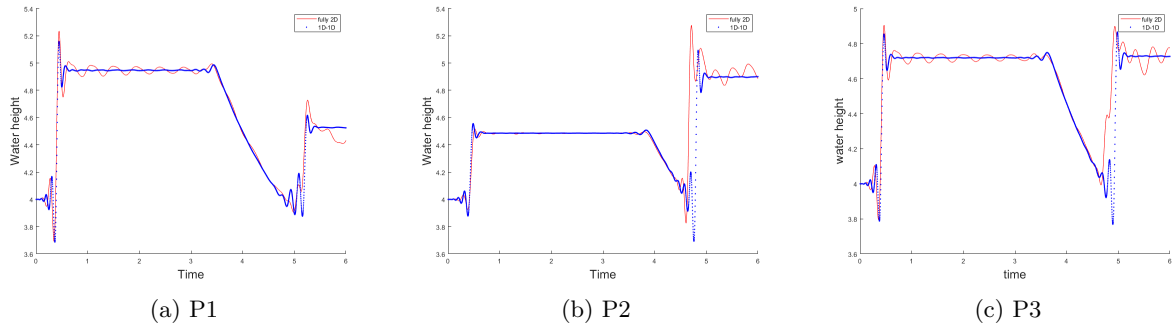 fully 2D
1D-1D
5.4
5.2
5
4.8
4.6
4.4
4.2
4
3.8
3.6
Water height
0 1 2 3 4 5 6
Time
(a) P1
fully 2D
1D-1D
5.4
5.2
5
4.8
4.6
4.4
4.2
4
3.8
3.6
Water height
0 1 2 3 4 5 6
Time
(b) P2
fully 2D
1D-1D
5
4.8
4.6
4.4
4.2
4
3.8
3.6
water height
0 1 2 3 4 5 6
time
(c) P3